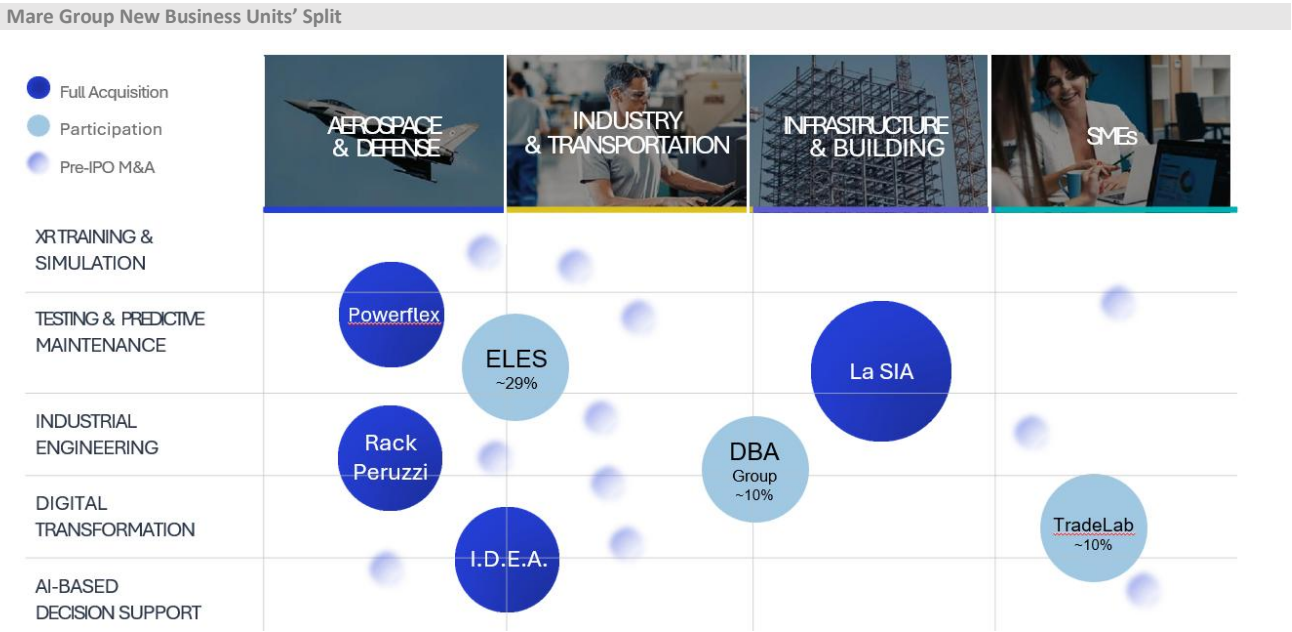 Mare Group New Business Units' Split
Full Acquisition
Participation
Pre-IPO M&A
AEROSPACE
& DEFENSE
INDUSTRY
& TRANSPORTATION
INFRASTRUCTURE
& BUILDING
SMEs
XR TRAINING &
SIMULATION
TESTING & PREDICTIVE
MAINTENANCE
INDUSTRIAL
ENGINEERING
DIGITAL
TRANSFORMATION
AI-BASED
DECISION SUPPORT
Powerflex
ELES
~29%
La SIA
Rack
Peruzzi
DBA
Group
~10%
I.D.E.A.
TradeLab
~10%